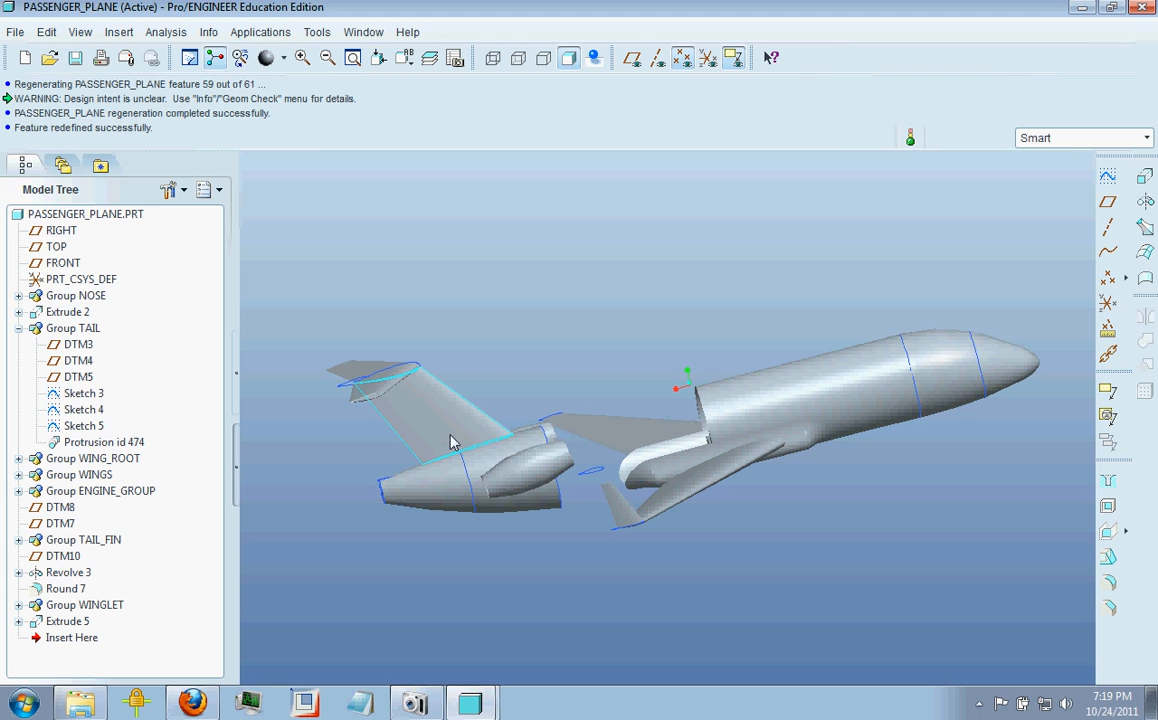 PASSENGER_PLANE (Active) - Pro/ENGINEER Education Edition
File Edit View Insert Analysis Info Applications Tools Window Help
Regenerating PASSENGER_PLANE feature 59 out of 61 ...
WARNING: Design intent is unclear. Use "Info"/"Geom Check" menu for details.
PASSENGER_PLANE regeneration completed successfully.
Feature redefined successfully.
Smart
Model Tree
PASSENGER_PLANE.PRT
RIGHT
TOP
FRONT
PRT_CSYS_DEF
Group NOSE
Extrude 2
Group TAIL
DTM3
DTM4
DTM5
Sketch 3
Sketch 4
Sketch 5
Protrusion id 474
Group WING_ROOT
Group WINGS
Group ENGINE_GROUP
DTM8
DTM7
Group TAIL_FIN
DTM10
Revolve 3
Round 7
Group WINGLET
Extrude 5
Insert Here
7:19 PM
10/24/2011